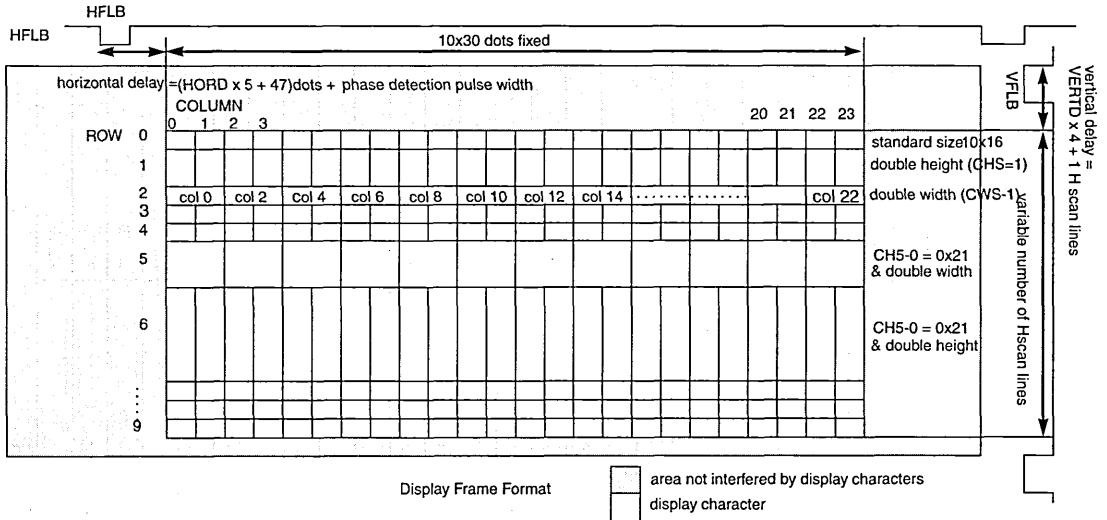 HFLB
HFLB
10x30 dots fixed
horizontal delay =(HORD x 5 + 47)dots + phase detection pulse width
COLUMN
0 1 2 3 20 21 22 23
ROW 0
standard size10x16
1
double height (CHS=1)
2 col 0 col 2 col 4 col 6 col 8 col 10 col 12 col 14 ............... col 22
double width (CWS-1)
3
4
5
CH5-0 = 0x21
& double width
6
CH5-0 = 0x21
& double height
9
VFLB
vertical delay =
VERTD x 4 + 1 H scan lines
variable number of Hscan lines
Display Frame Format
area not interfered by display characters
display character